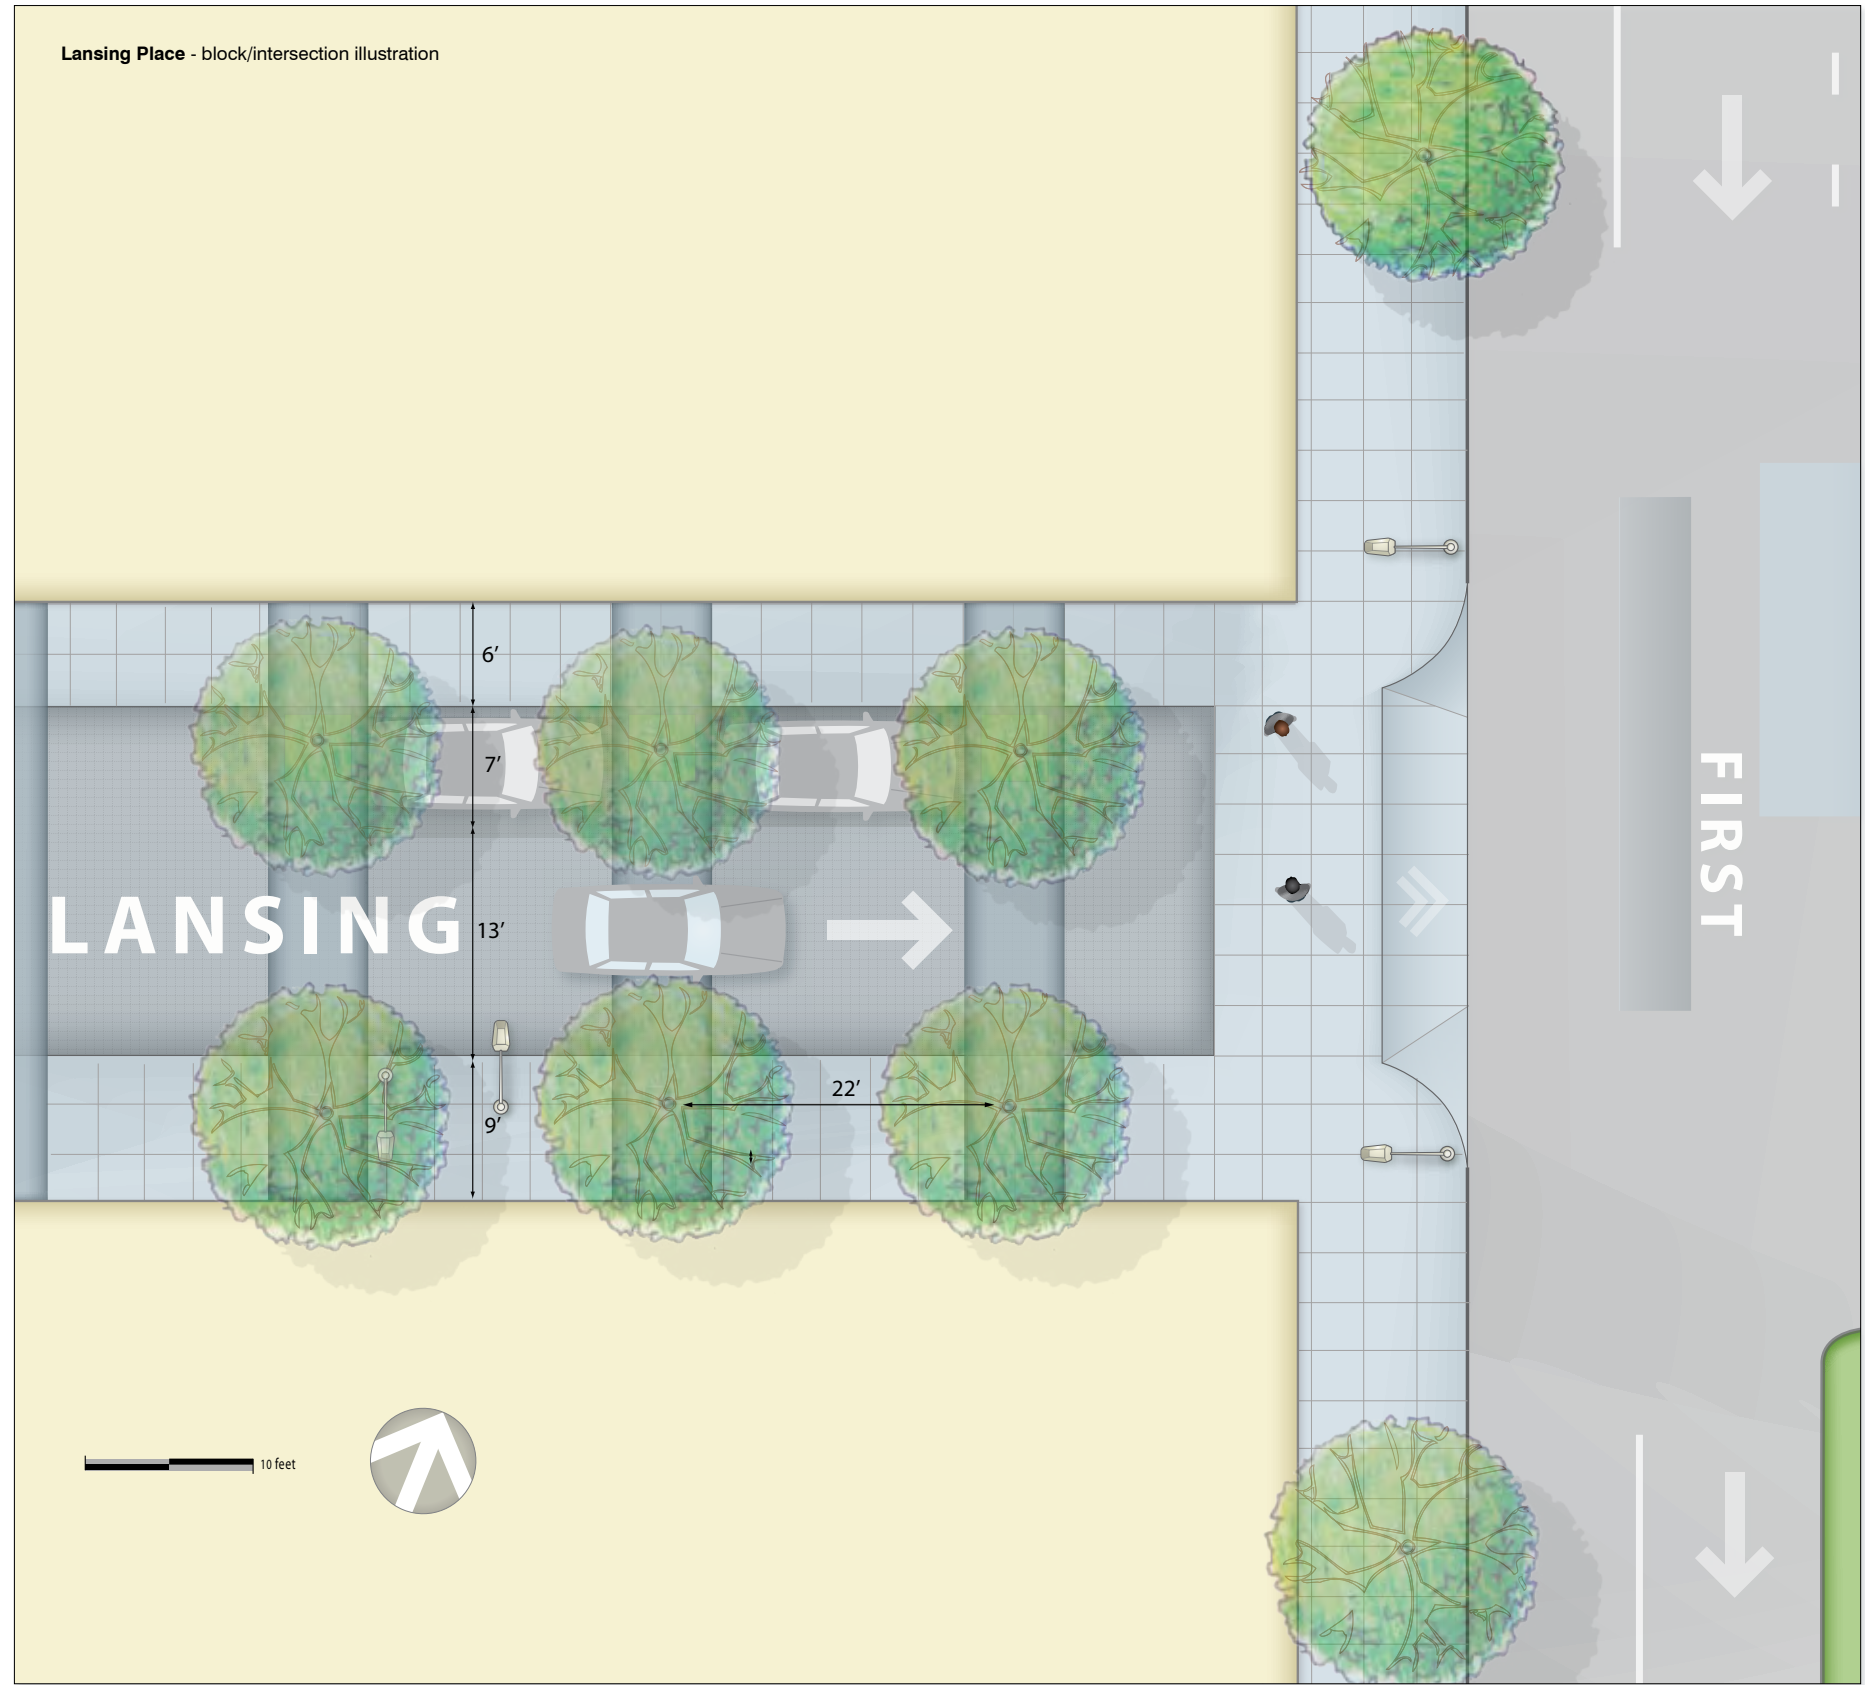 Lansing Place - block/intersection illustration
6’
7’
LANSING
13’
FIRST
22’
9’
10 feet